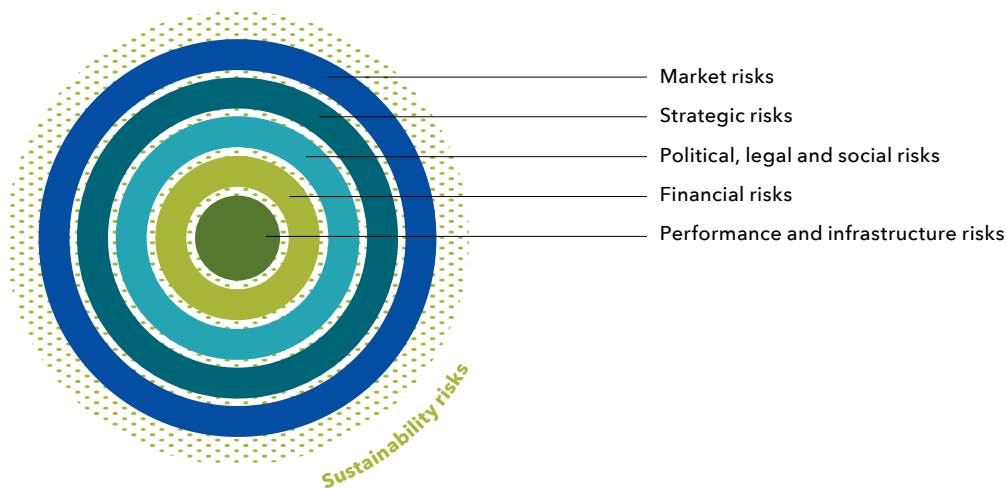 Market risks
Strategic risks
Political, legal and social risks
Financial risks
Performance and infrastructure risks
Sustainability risks